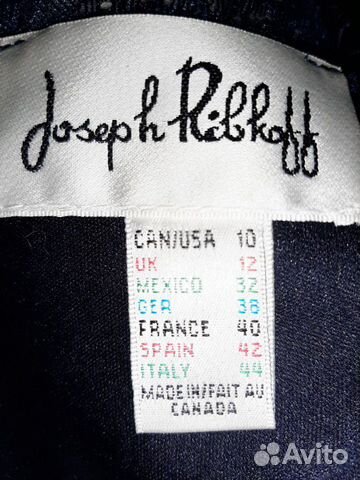 Joseph Ribkoff
CAN/USA 10
UK 12
MEXICO 32
GER 38
FRANCE 40
SPAIN 42
ITALY 44
MADE IN/FAIT AU
CANADA
Avito